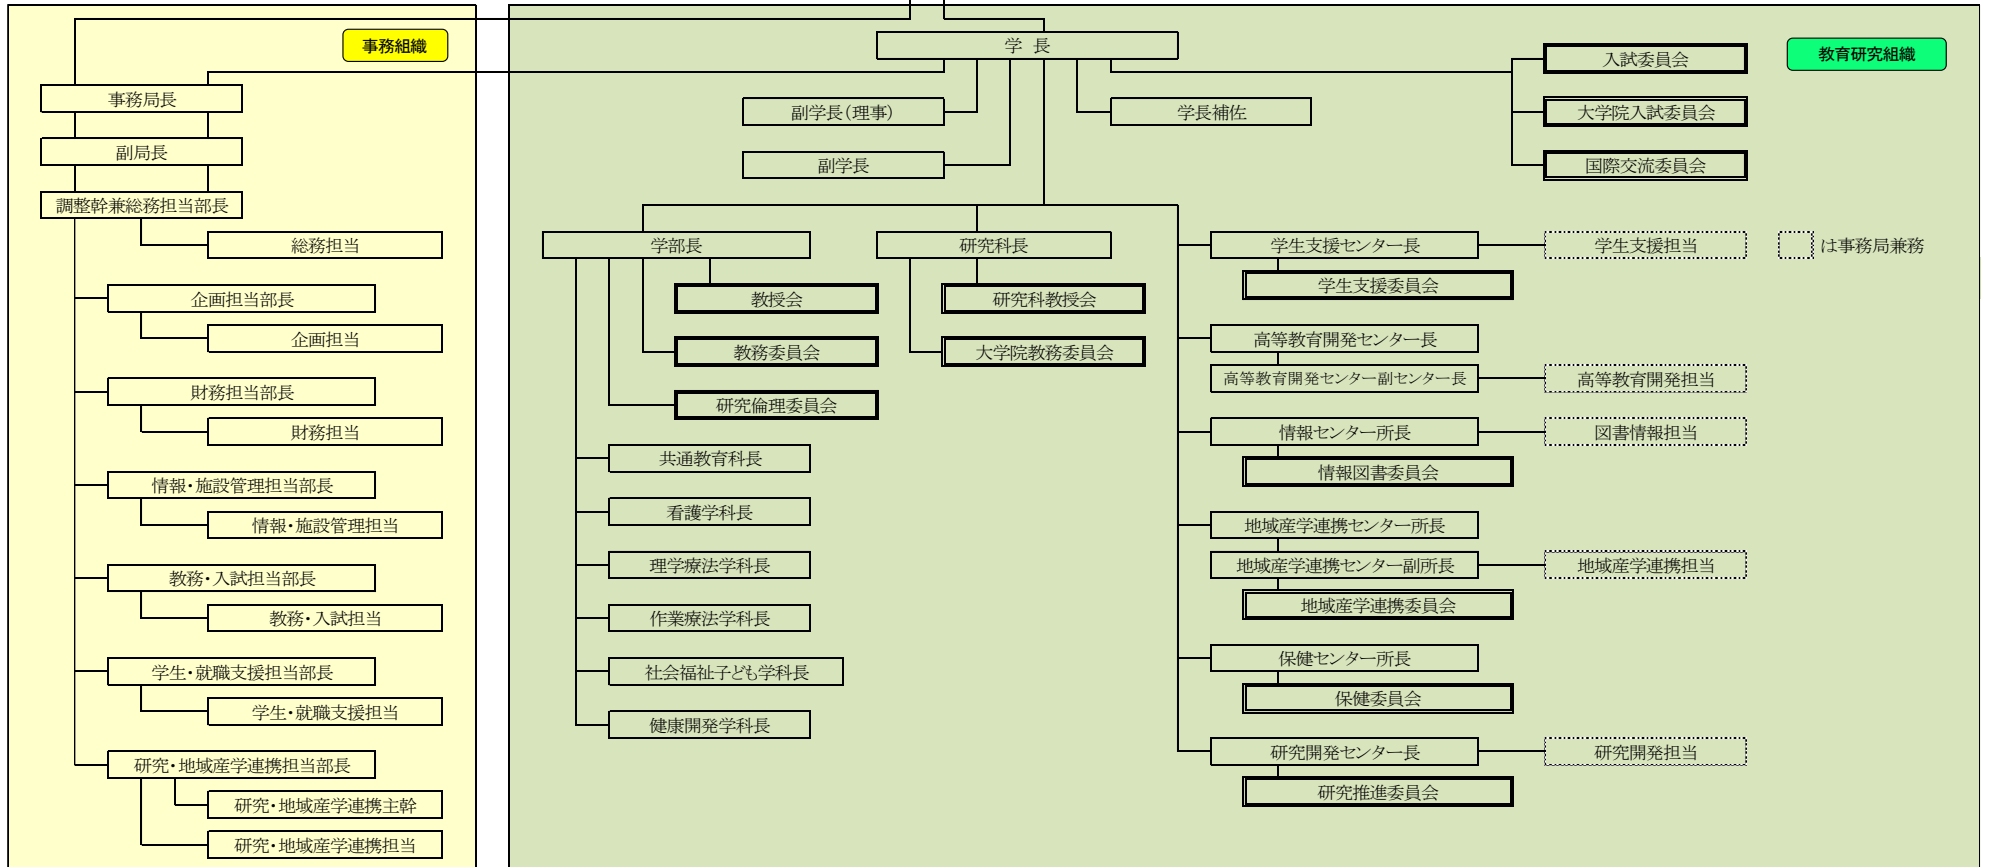 事務組織
事務局長
副局長
調整幹兼総務担当部長
総務担当
企画担当部長
企画担当
財務担当部長
財務担当
情報・施設管理担当部長
情報・施設管理担当
教務・入試担当部長
教務・入試担当
学生・就職支援担当部長
学生・就職支援担当
研究・地域産学連携担当部長
研究・地域産学連携主幹
研究・地域産学連携担当
教育研究組織
学 長
副学長(理事)
副学長
学長補佐
入試委員会
大学院入試委員会
国際交流委員会
学部長
教授会
教務委員会
研究倫理委員会
共通教育科長
看護学科長
理学療法学科長
作業療法学科長
社会福祉子ども学科長
健康開発学科長
研究科長
研究科教授会
大学院教務委員会
学生支援センター長
学生支援担当
学生支援委員会
高等教育開発センター長
高等教育開発センター副センター長
高等教育開発担当
情報センター所長
図書情報担当
情報図書委員会
地域産学連携センター所長
地域産学連携センター副所長
地域産学連携担当
地域産学連携委員会
保健センター所長
保健委員会
研究開発センター長
研究開発担当
研究推進委員会
は事務局兼務